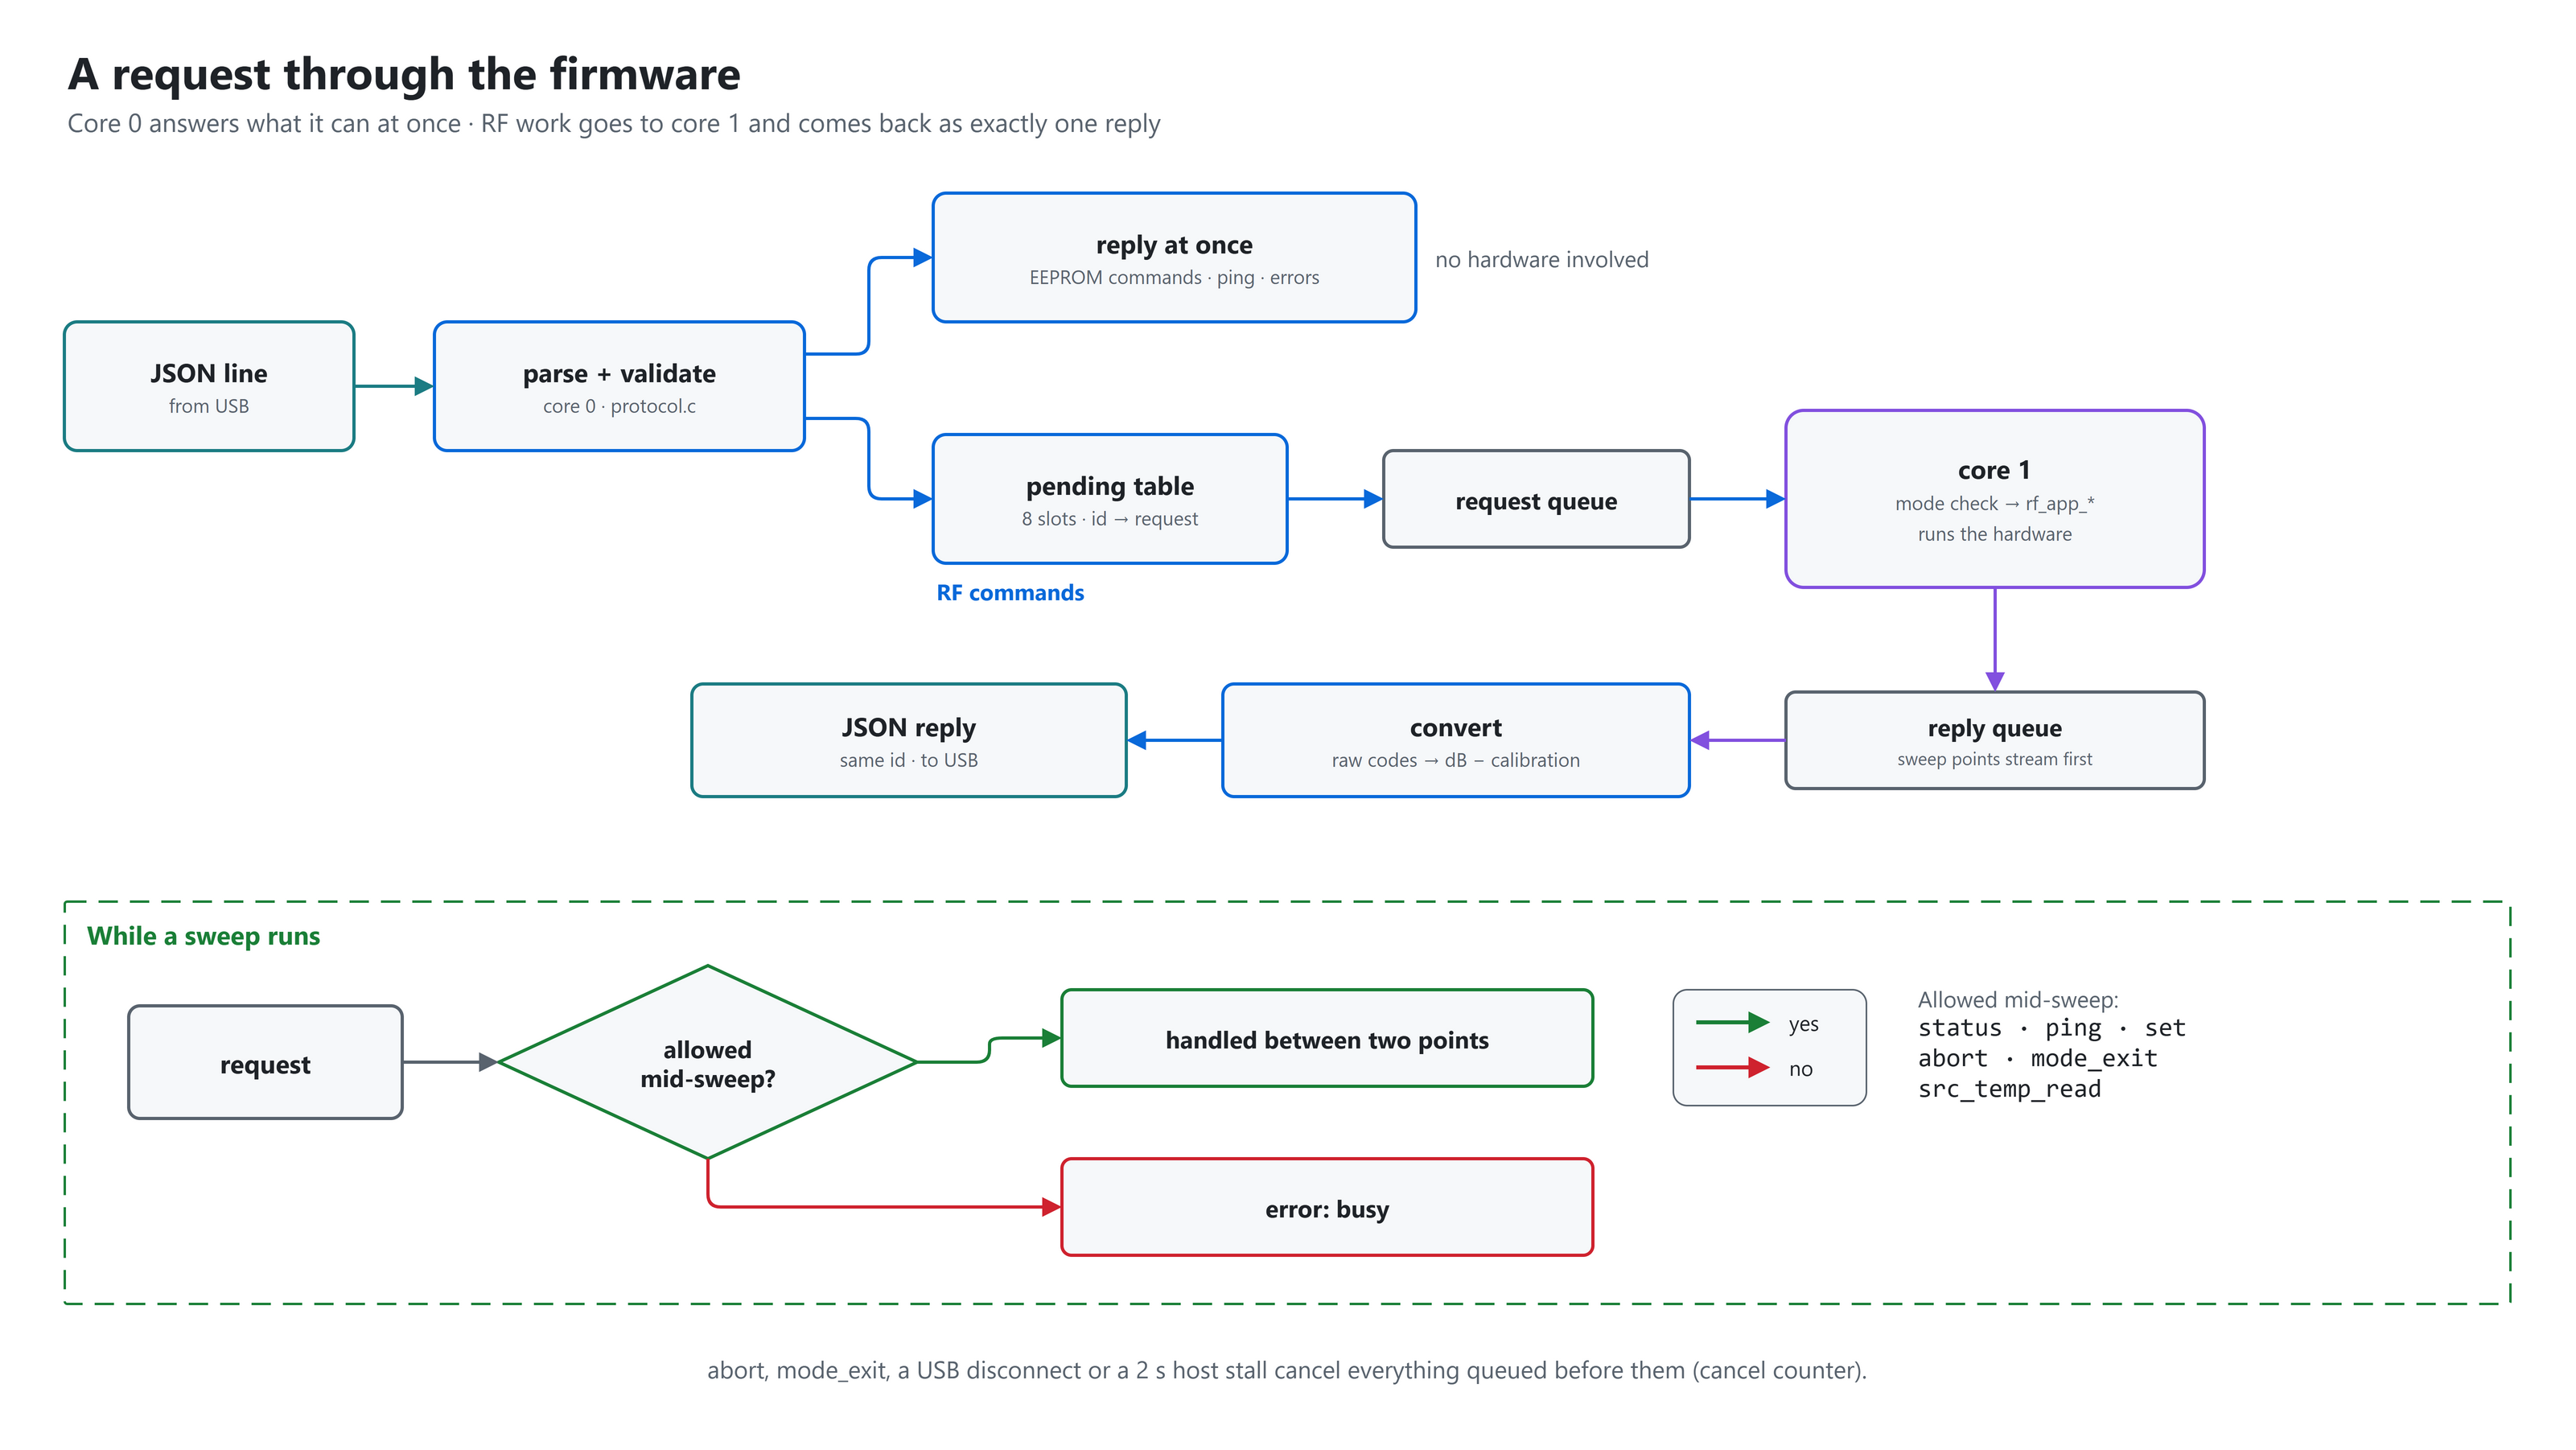 A request through the firmware
Core 0 answers what it can at once · RF work goes to core 1 and comes back as exactly one reply
reply at once
EEPROM commands · ping · errors
no hardware involved
JSON line
from USB
parse + validate
core 0 · protocol.c
pending table
8 slots · id → request
RF commands
request queue
core 1
mode check → rf_app_*
runs the hardware
JSON reply
same id · to USB
convert
raw codes → dB − calibration
reply queue
sweep points stream first
While a sweep runs
request
allowed
mid-sweep?
handled between two points
error: busy
yes
no
Allowed mid-sweep:
status · ping · set
abort · mode_exit
src_temp_read
abort, mode_exit, a USB disconnect or a 2 s host stall cancel everything queued before them (cancel counter).